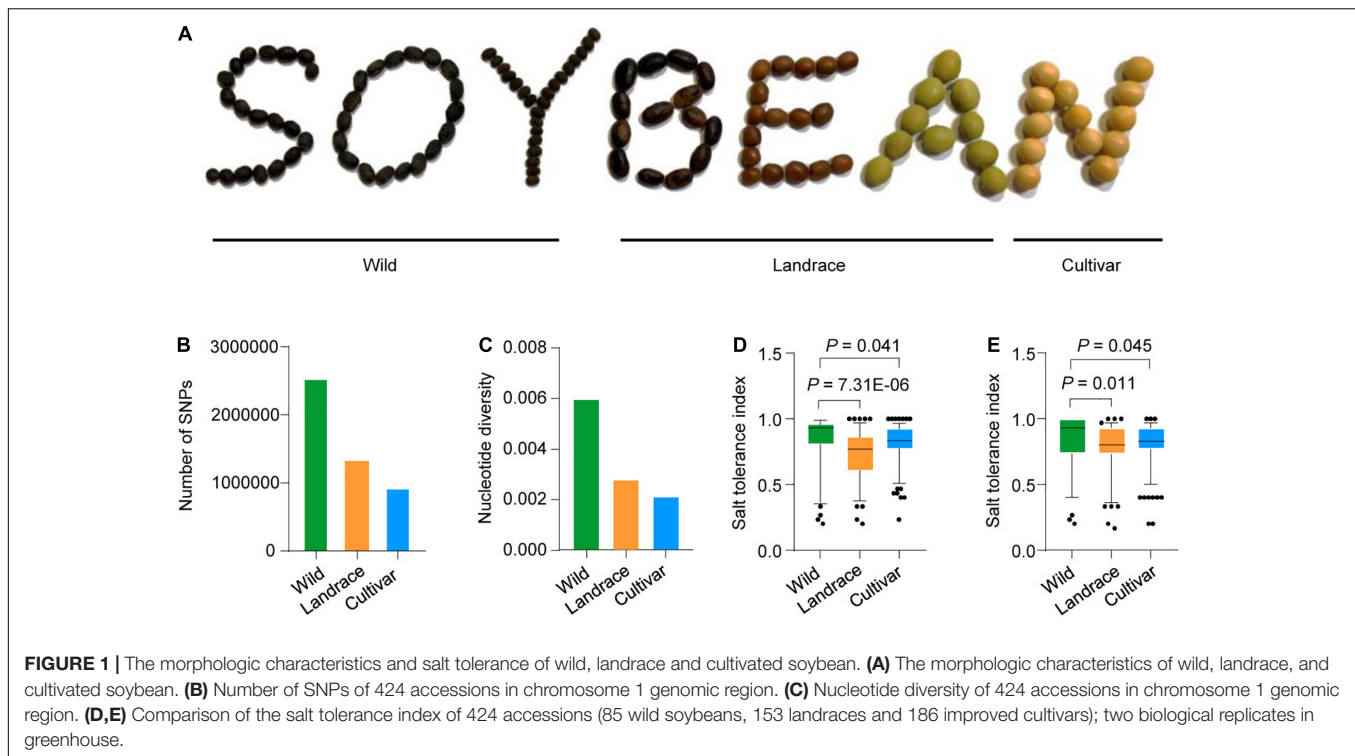 A
SOYBEAN
Wild Landrace Cultivar
B
3000000
2000000
1000000
0
Number of SNPs
Wild
Landrace
Cultivar
C
0.008
0.006
0.004
0.002
0.000
Nucleotide diversity
Wild
Landrace
Cultivar
D
P = 0.041
P = 7.31E-06
1.5
1.0
0.5
0.0
Salt tolerance index
Wild
Landrace
Cultivar
E
P = 0.045
P = 0.011
1.5
1.0
0.5
0.0
Salt tolerance index
Wild
Landrace
Cultivar
FIGURE 1 | The morphologic characteristics and salt tolerance of wild, landrace and cultivated soybean. (A) The morphologic characteristics of wild, landrace, and
cultivated soybean. (B) Number of SNPs of 424 accessions in chromosome 1 genomic region. (C) Nucleotide diversity of 424 accessions in chromosome 1 genomic
region. (D,E) Comparison of the salt tolerance index of 424 accessions (85 wild soybeans, 153 landraces and 186 improved cultivars); two biological replicates in
greenhouse.